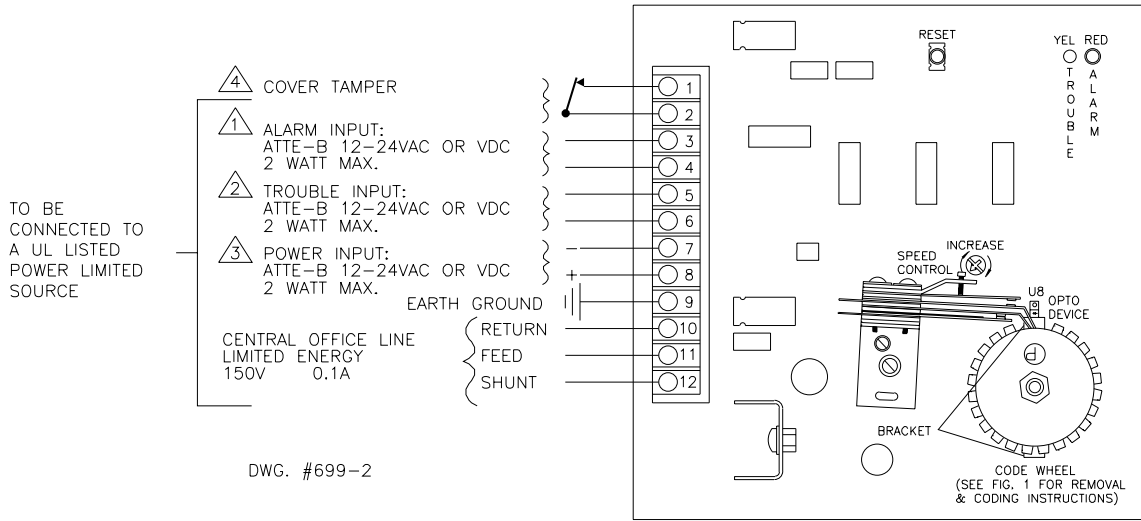 4 COVER TAMPER
1 ALARM INPUT:
ATTE-B 12-24VAC OR VDC
2 WATT MAX.
2 TROUBLE INPUT:
ATTE-B 12-24VAC OR VDC
2 WATT MAX.
3 POWER INPUT:
ATTE-B 12-24VAC OR VDC
2 WATT MAX.
TO BE
CONNECTED TO
A UL LISTED
POWER LIMITED
SOURCE
EARTH GROUND
CENTRAL OFFICE LINE
LIMITED ENERGY
150V 0.1A
RETURN
FEED
SHUNT
−
+
1
2
3
4
5
6
7
8
9
10
11
12
DWG. #699-2
RESET
YEL RED
TROUBLE
ALARM
INCREASE
SPEED
CONTROL
U8
OPTO
DEVICE
BRACKET
CODE WHEEL
(SEE FIG. 1 FOR REMOVAL
& CODING INSTRUCTIONS)